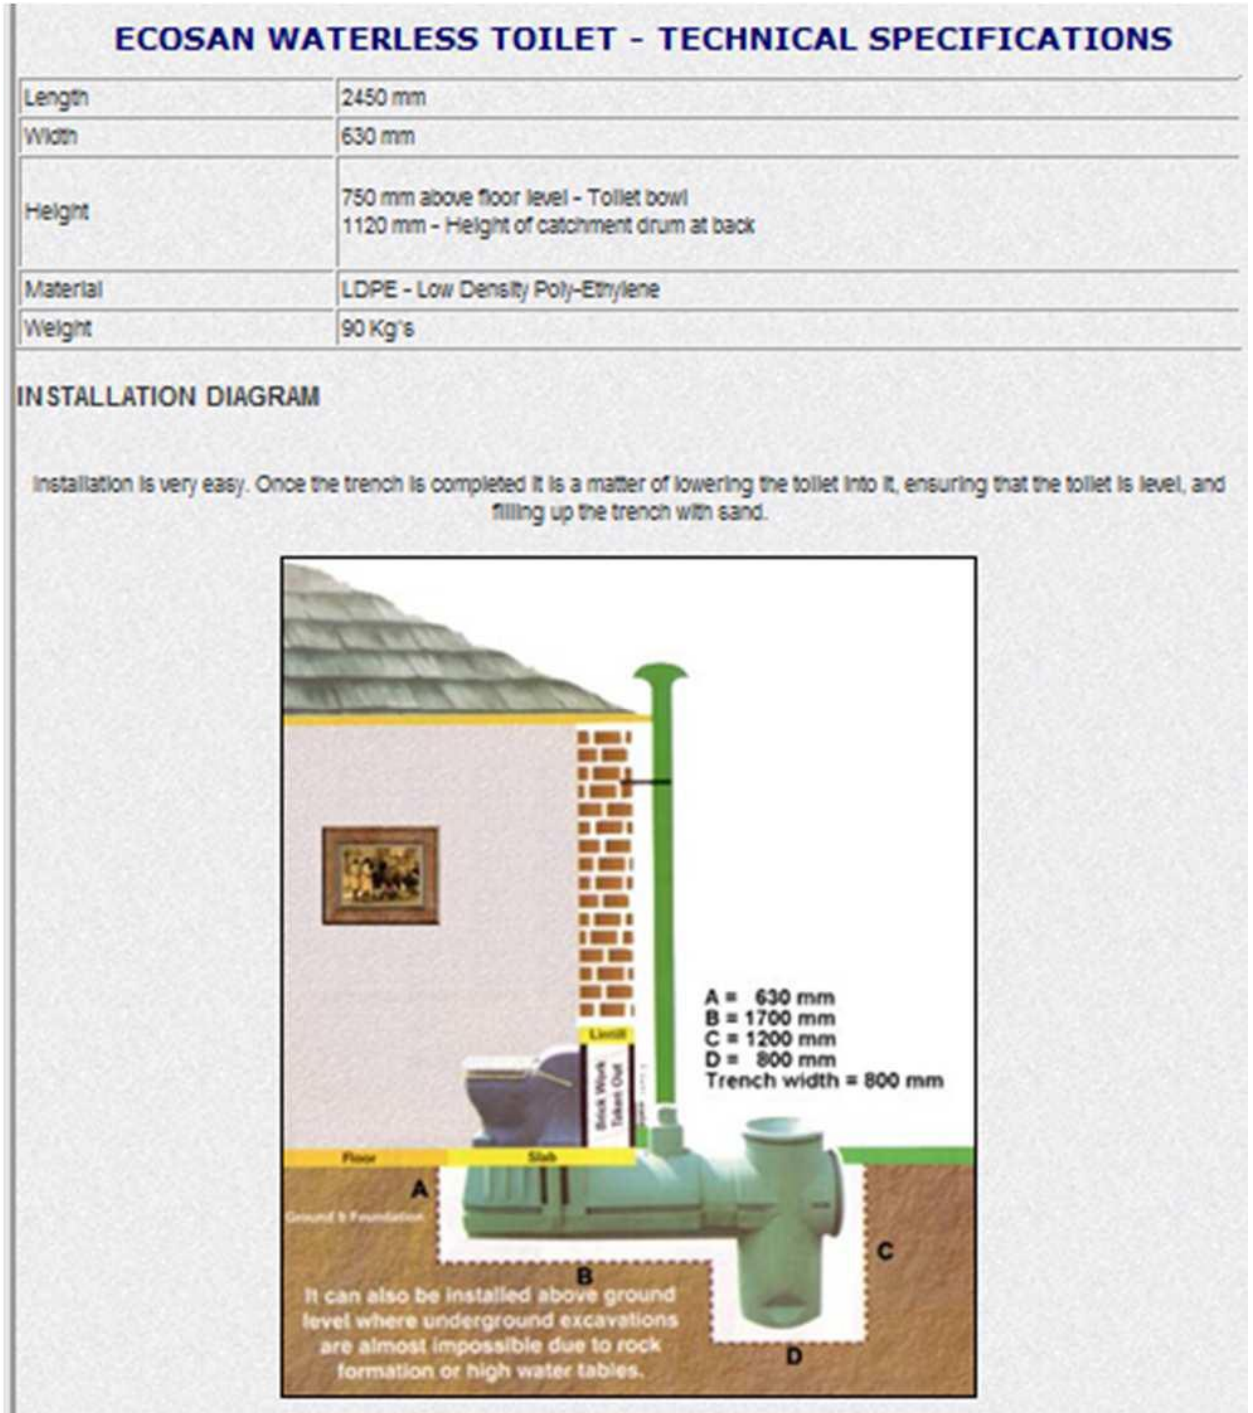 ECOSAN WATERLESS TOILET - TECHNICAL SPECIFICATIONS
Length 2450 mm
Width 630 mm
Height 750 mm above floor level - Toilet bowl
1120 mm - Height of catchment drum at back
Material LDPE - Low Density Poly-Ethylene
Weight 90 Kg's
INSTALLATION DIAGRAM
Installation is very easy. Once the trench is completed it is a matter of lowering the toilet into it, ensuring that the toilet is level, and
filling up the trench with sand.
A = 630 mm
B = 1700 mm
C = 1200 mm
D = 800 mm
Trench width = 800 mm
Lintill
Brick Work
Taken Out
Floor
Slab
A
Ground & Foundation
C
B
It can also be installed above ground
level where underground excavations
are almost impossible due to rock
formation or high water tables.
D